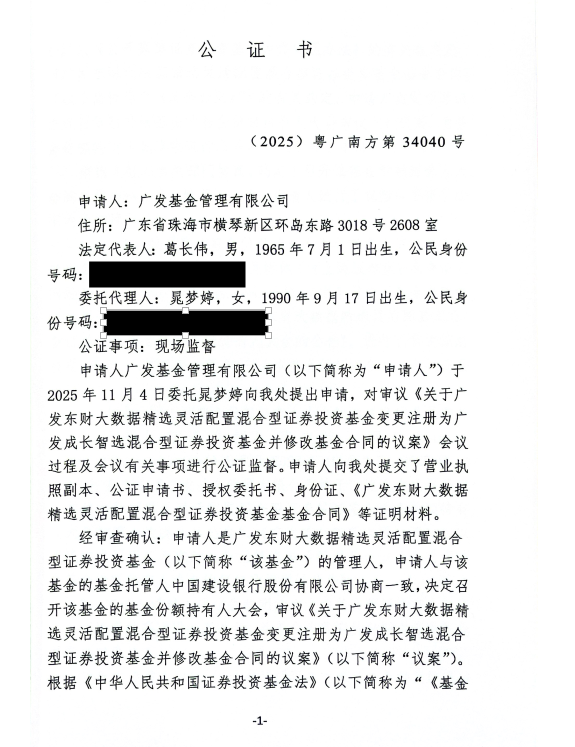 公 证 书
（2025）粤广南方第 34040 号
申请人：广发基金管理有限公司
住所：广东省珠海市横琴新区环岛东路 3018 号 2608 室
法定代表人：葛长伟，男，1965 年 7 月 1 日出生，公民身份
号码：
委托代理人：晁梦婷，女，1990 年 9 月 17 日出生，公民身
份号码：
公证事项：现场监督
申请人广发基金管理有限公司（以下简称为“申请人”）于
2025 年 11 月 4 日委托晁梦婷向我处提出申请，对审议《关于广
发东财大数据精选灵活配置混合型证券投资基金变更注册为广
发成长智选混合型证券投资基金并修改基金合同的议案》会议
过程及会议有关事项进行公证监督。申请人向我处提交了营业执
照副本、公证申请书、授权委托书、身份证、《广发东财大数据
精选灵活配置混合型证券投资基金基金合同》等证明材料。
经审查确认：申请人是广发东财大数据精选灵活配置混合
型证券投资基金（以下简称“该基金”）的管理人，申请人与该
基金的基金托管人中国建设银行股份有限公司协商一致，决定召
开该基金的基金份额持有人大会，审议《关于广发东财大数据精
选灵活配置混合型证券投资基金变更注册为广发成长智选混合
型证券投资基金并修改基金合同的议案》（以下简称“议案”）。
根据《中华人民共和国证券投资基金法》（以下简称为“《基金
-1-